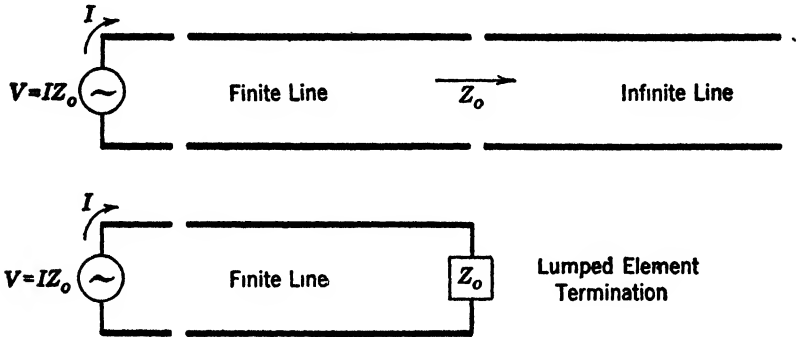 I
V=IZo
~
Finite Line
Zo
Infinite Line
I
V=IZo
~
Finite Line
Zo
Lumped Element
Termination